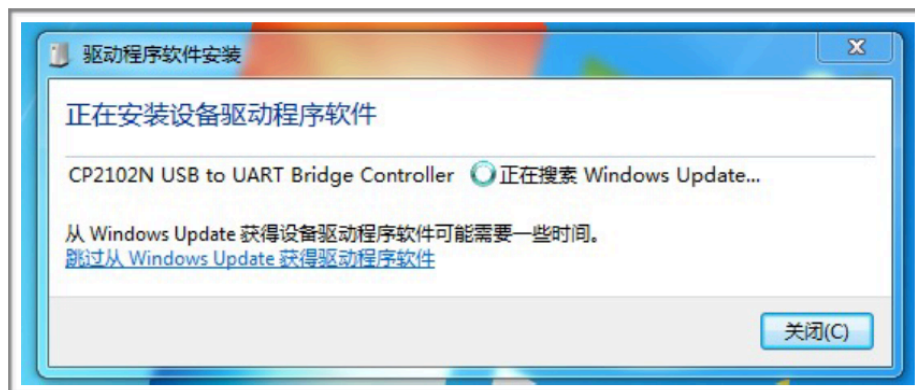 驱动程序软件安装
正在安装设备驱动程序软件
CP2102N USB to UART Bridge Controller 正在搜索 Windows Update...
从 Windows Update 获得设备驱动程序软件可能需要一些时间。
跳过从 Windows Update 获得驱动程序软件
关闭(C)